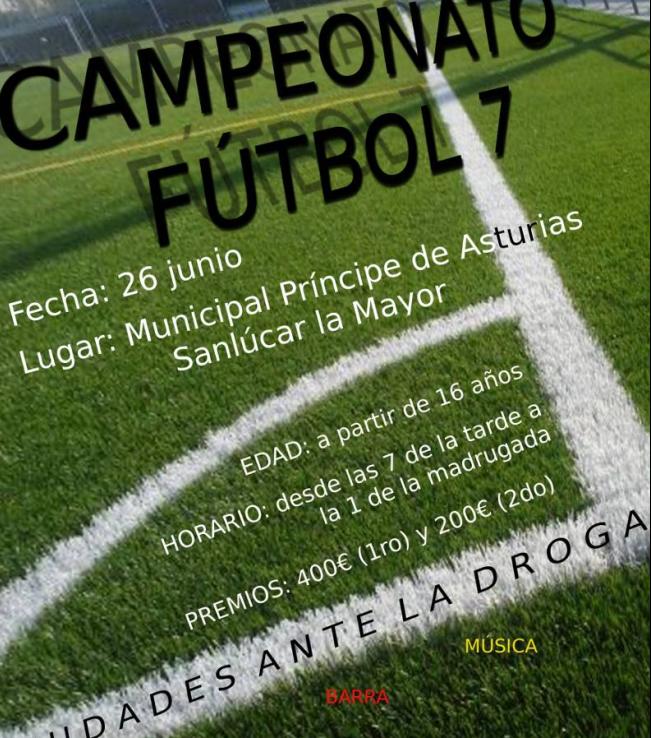 CAMPEONATO
FÚTBOL 7
Fecha: 26 junio
Lugar: Municipal Príncipe de Asturias
Sanlúcar la Mayor
EDAD: a partir de 16 años
HORARIO: desde las 7 de la tarde a
la 1 de la madrugada
PREMIOS: 400€ (1ro) y 200€ (2do)
UDADES ANTE LA DROGA
MÚSICA
BARRA